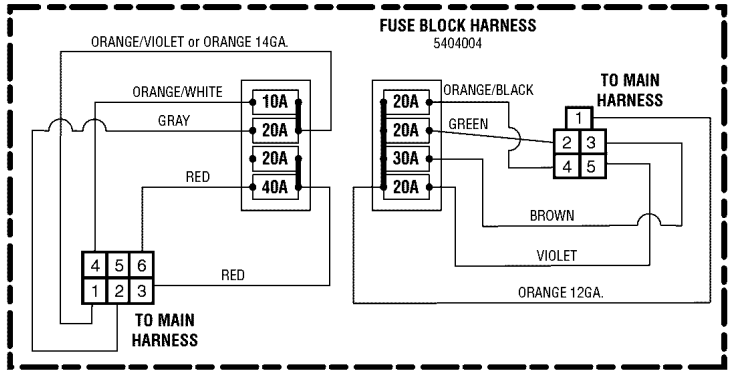 FUSE BLOCK HARNESS
5404004
ORANGE/VIOLET or ORANGE 14GA.
ORANGE/WHITE
GRAY
RED
RED
10A
20A
20A
40A
4 5 6
1 2 3
TO MAIN
HARNESS
20A
20A
30A
20A
ORANGE/BLACK
GREEN
BROWN
VIOLET
ORANGE 12GA.
TO MAIN
HARNESS
1
2 3
4 5